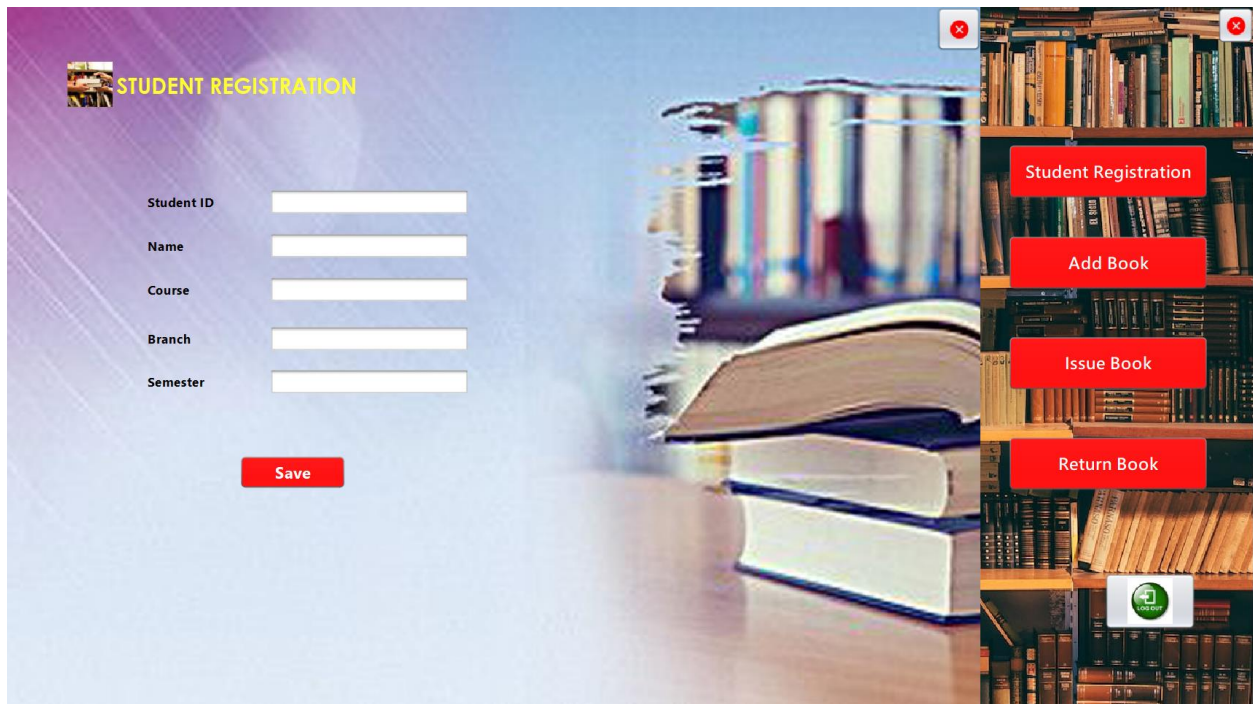 STUDENT REGISTRATION
Student ID
Name
Course
Branch
Semester
Save
Student Registration
Add Book
Issue Book
Return Book
LOG OUT